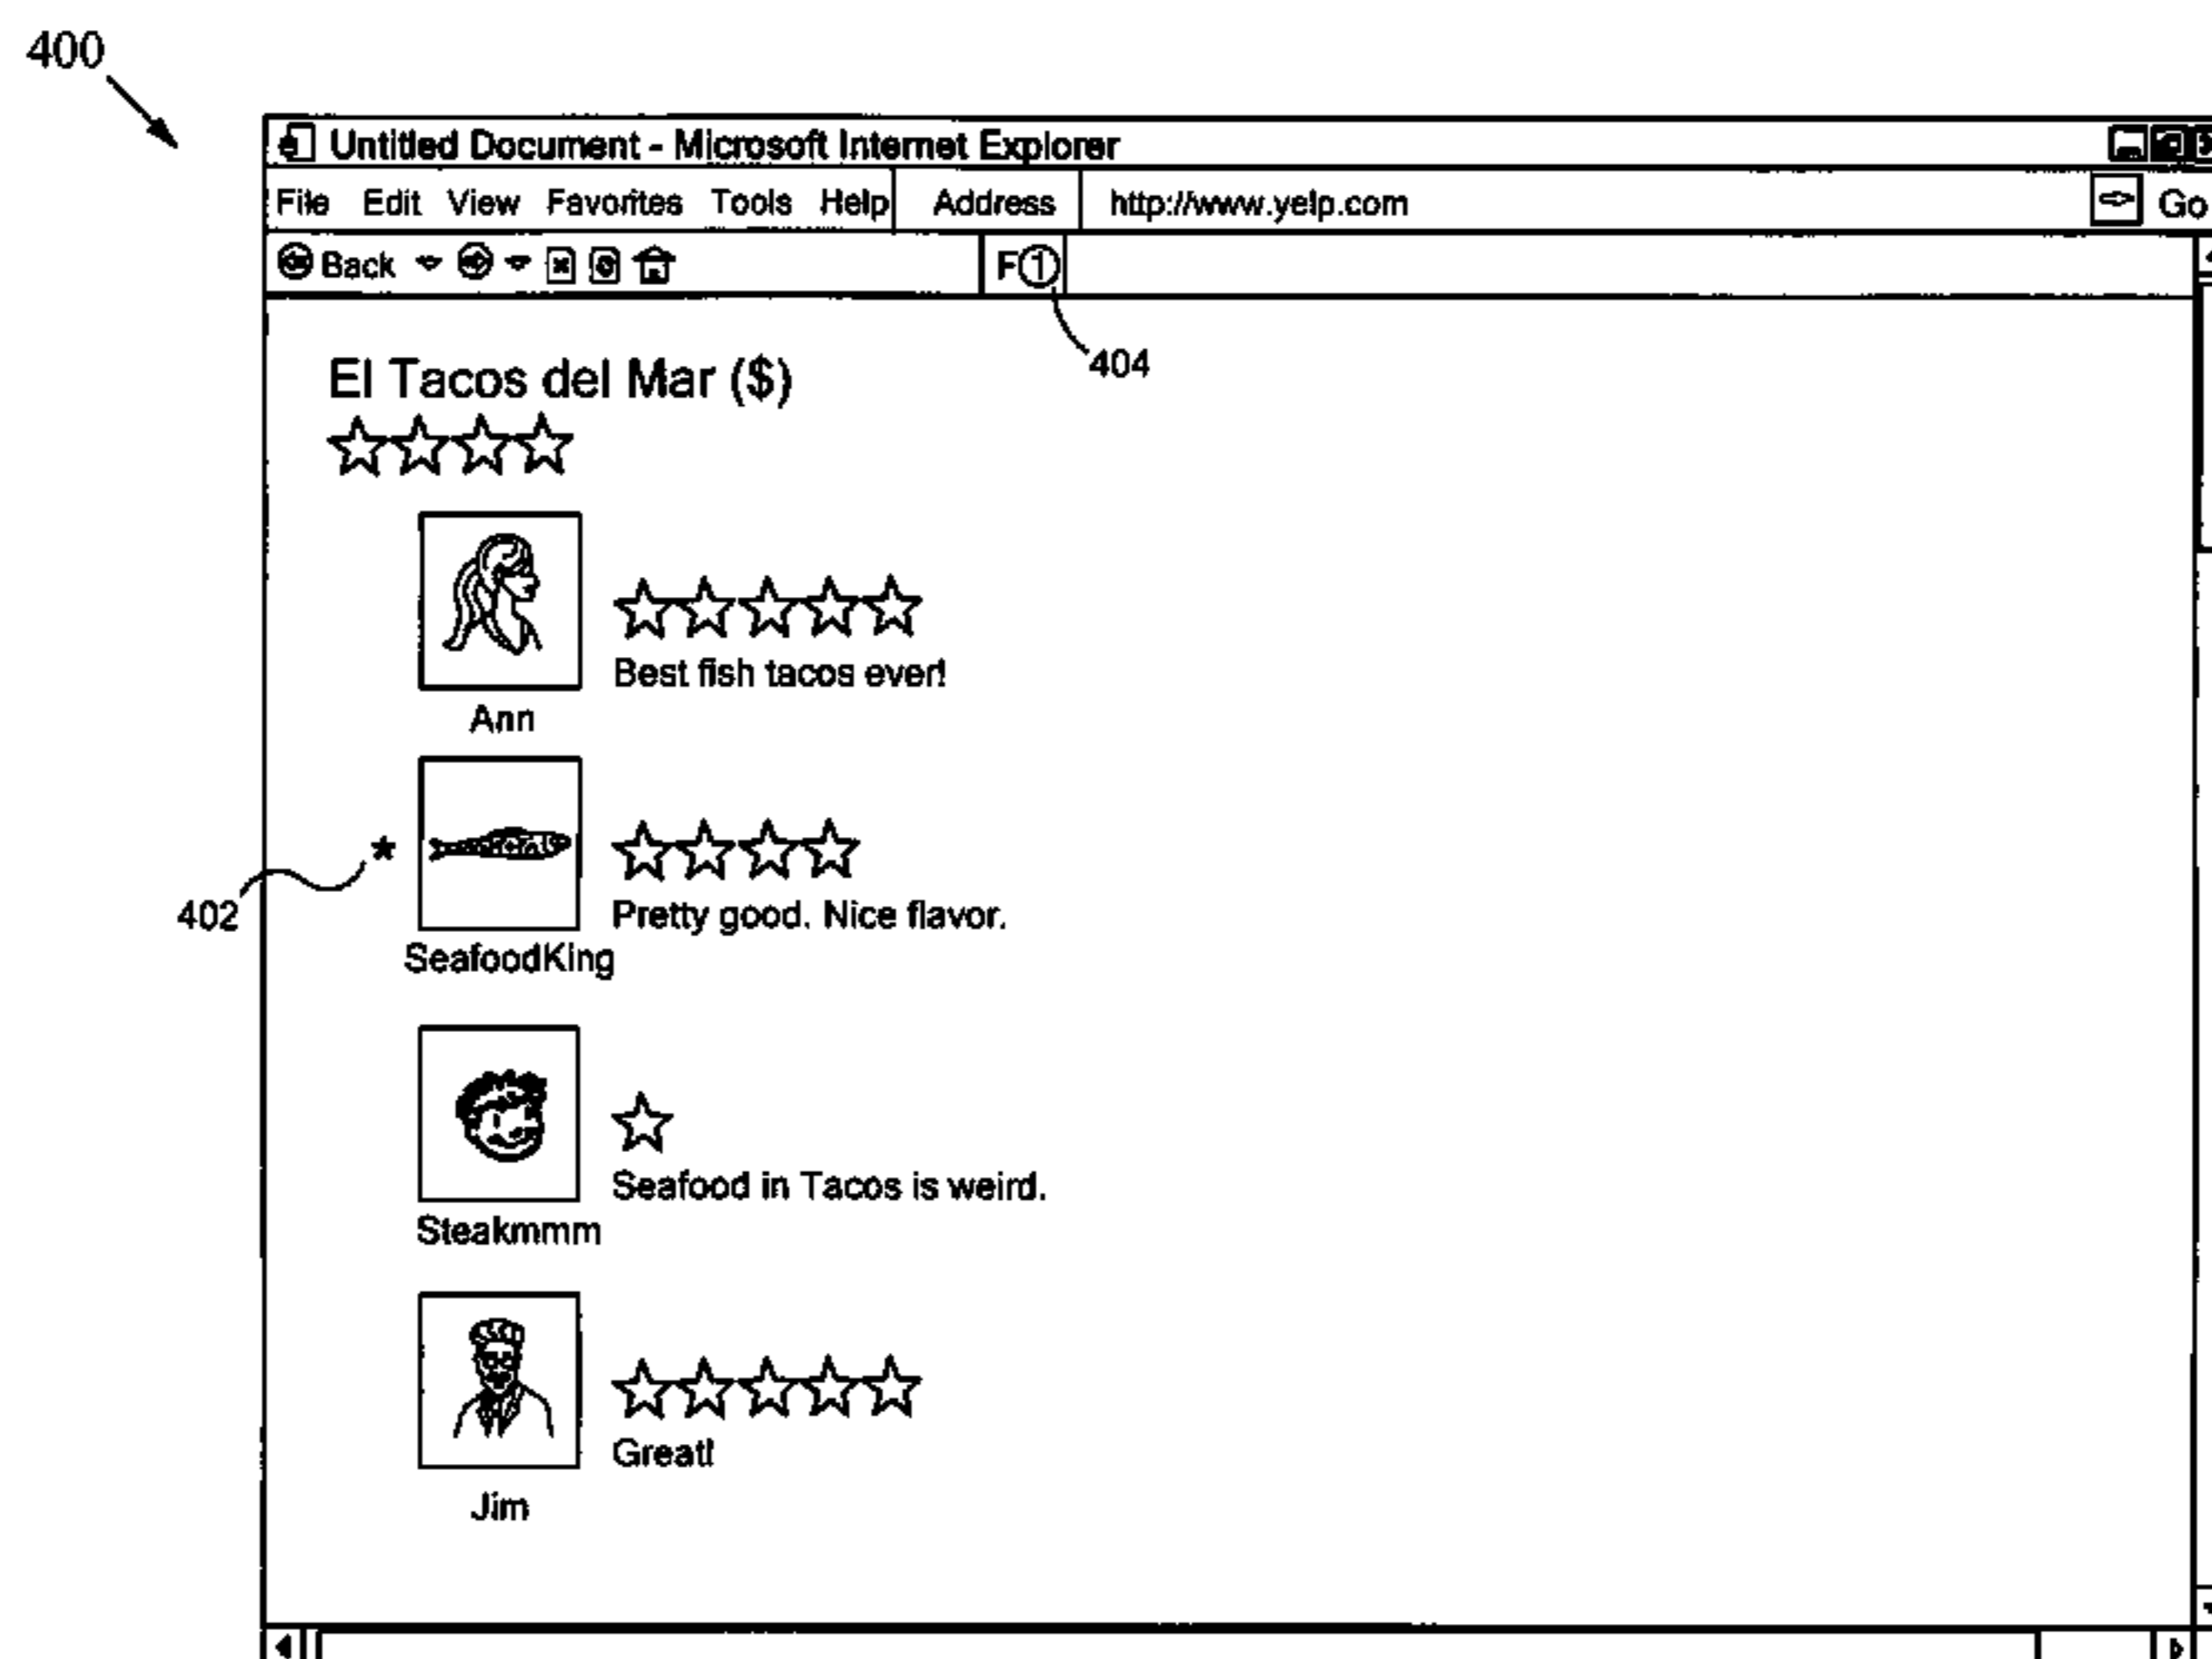 400
Untitled Document - Microsoft Internet Explorer
File Edit View Favorites Tools Help Address http://www.yelp.com Go
Back F1
404
El Tacos del Mar ($)
Best fish tacos ever!
Ann
*
402
Pretty good. Nice flavor.
SeafoodKing
Seafood in Tacos is weird.
Steakmmm
Great!
Jim